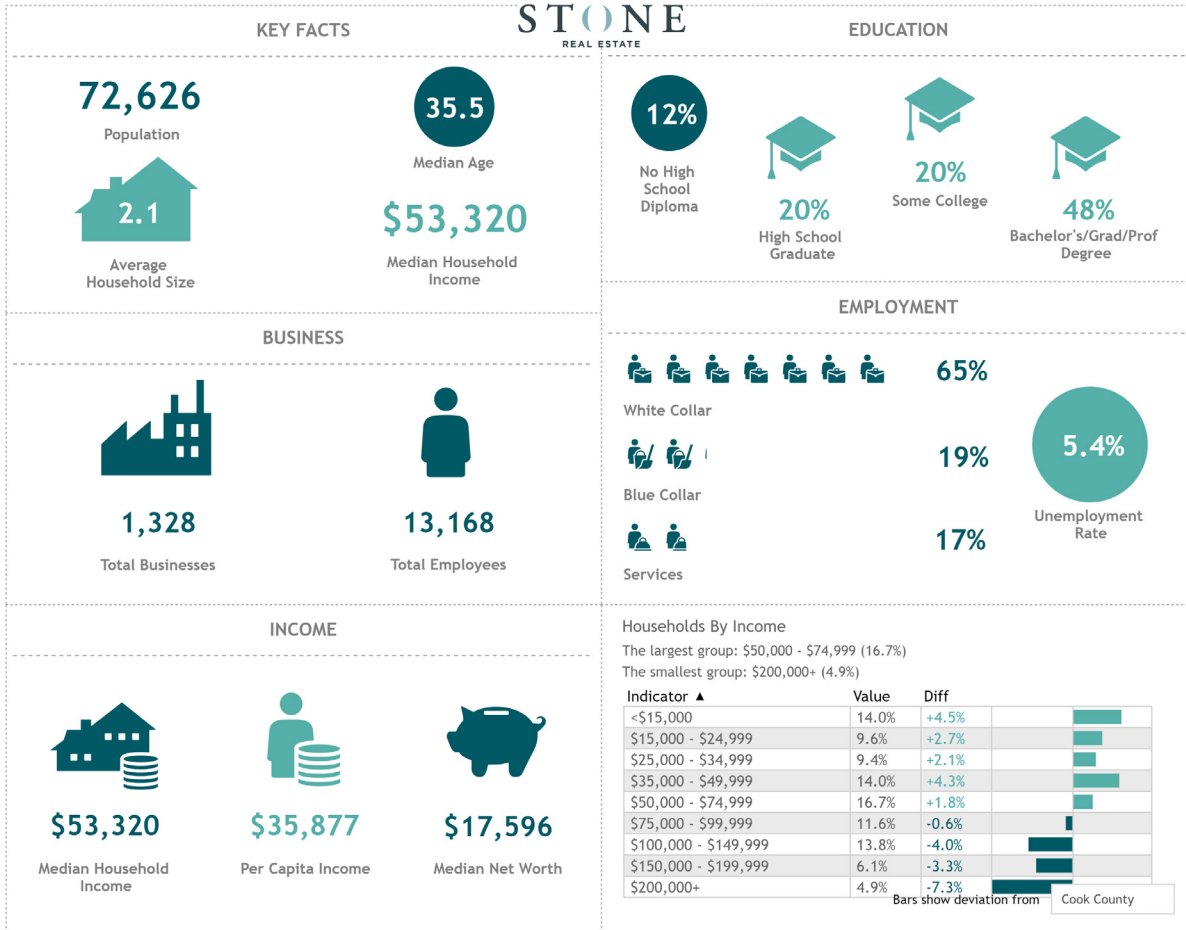 STONE
REAL ESTATE
KEY FACTS
72,626
Population
35.5
Median Age
2.1
Average
Household Size
$53,320
Median Household
Income
EDUCATION
12%
No High
School
Diploma
20%
High School
Graduate
20%
Some College
48%
Bachelor's/Grad/Prof
Degree
BUSINESS
1,328
Total Businesses
13,168
Total Employees
EMPLOYMENT
65%
White Collar
19%
Blue Collar
17%
Services
5.4%
Unemployment
Rate
INCOME
$53,320
Median Household
Income
$35,877
Per Capita Income
$17,596
Median Net Worth
Households By Income
The largest group: $50,000 - $74,999 (16.7%)
The smallest group: $200,000+ (4.9%)
Indicator ▲ Value Diff
<$15,000 14.0% +4.5%
$15,000 - $24,999 9.6% +2.7%
$25,000 - $34,999 9.4% +2.1%
$35,000 - $49,999 14.0% +4.3%
$50,000 - $74,999 16.7% +1.8%
$75,000 - $99,999 11.6% -0.6%
$100,000 - $149,999 13.8% -4.0%
$150,000 - $199,999 6.1% -3.3%
$200,000+ 4.9% -7.3%
Bars show deviation from Cook County